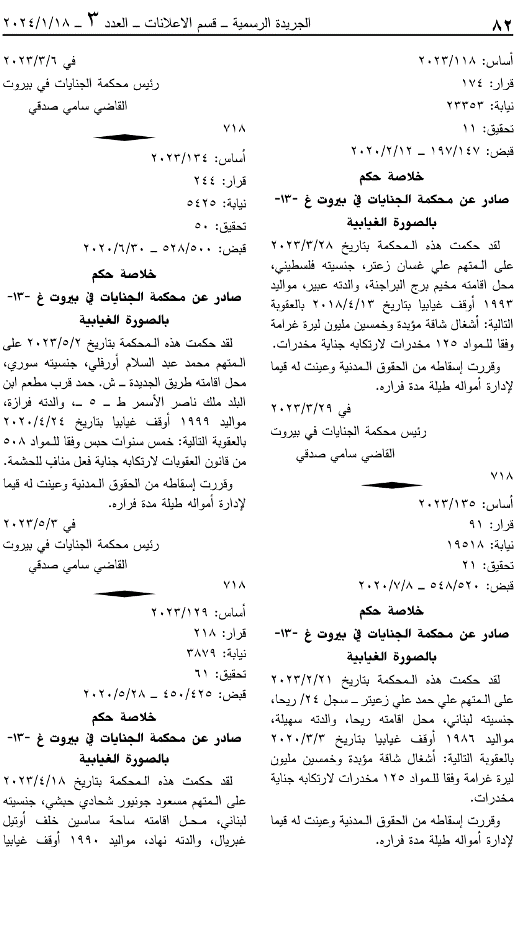 ٨٢
الجريدة الرسمية ــ قسم الاعلانات ــ العدد ٣ ــ ٢٠٢٤/١/١٨
أساس: ٢٠٢٣/١١٨
قرار: ١٧٤
نيابة: ٢٣٣٥٣
تحقيق: ١١
قبض: ١٩٧/١٤٧ ــ ٢٠٢٠/٢/١٢
خلاصة حكم
صادر عن محكمة الجنايات في بيروت غ -١٣-
بالصورة الغيابية
لقد حكمت هذه المحكمة بتاريخ ٢٠٢٣/٣/٢٨
على المتهم علي غسان زعتر، جنسيته فلسطيني،
محل اقامته مخيم برج البراجنة، والدته عبير، مواليد
١٩٩٣ أوقف غيابيا بتاريخ ٢٠١٨/٤/١٣ بالعقوبة
التالية: أشغال شاقة مؤبدة وخمسين مليون ليرة غرامة
وفقا للمواد ١٢٥ مخدرات لارتكابه جناية مخدرات.
وقررت إسقاطه من الحقوق المدنية وعينت له قيما
لإدارة أمواله طيلة مدة فراره.
في ٢٠٢٣/٣/٢٩
رئيس محكمة الجنايات في بيروت
القاضي سامي صدقي
٧١٨
أساس: ٢٠٢٣/١٣٥
قرار: ٩١
نيابة: ١٩٥١٨
تحقيق: ٢١
قبض: ٥٤٨/٥٢٠ ــ ٢٠٢٠/٧/٨
خلاصة حكم
صادر عن محكمة الجنايات في بيروت غ -١٣-
بالصورة الغيابية
لقد حكمت هذه المحكمة بتاريخ ٢٠٢٣/٢/٢١
على المتهم علي حمد علي زعيتر ــ سجل ٢٤/ ريحا،
جنسيته لبناني، محل اقامته ريحا، والدته سهيلة،
مواليد ١٩٨٦ أوقف غيابيا بتاريخ ٢٠٢٠/٣/٣
بالعقوبة التالية: أشغال شاقة مؤبدة وخمسين مليون
ليرة غرامة وفقا للمواد ١٢٥ مخدرات لارتكابه جناية
مخدرات.
وقررت إسقاطه من الحقوق المدنية وعينت له قيما
لإدارة أمواله طيلة مدة فراره.
في ٢٠٢٣/٣/٦
رئيس محكمة الجنايات في بيروت
القاضي سامي صدقي
٧١٨
أساس: ٢٠٢٣/١٣٤
قرار: ٢٤٤
نيابة: ٥٤٢٥
تحقيق: ٥٠
قبض: ٥٢٨/٥٠٠ ــ ٢٠٢٠/٦/٣٠
خلاصة حكم
صادر عن محكمة الجنايات في بيروت غ -١٣-
بالصورة الغيابية
لقد حكمت هذه المحكمة بتاريخ ٢٠٢٣/٥/٢ على
المتهم محمد عبد السلام أورفلي، جنسيته سوري،
محل اقامته طريق الجديدة ــ ش. حمد قرب مطعم ابن
البلد ملك ناصر الأسمر ط ــ ٥ ــ، والدته فرازة،
مواليد ١٩٩٩ أوقف غيابيا بتاريخ ٢٠٢٠/٤/٢٤
بالعقوبة التالية: خمس سنوات حبس وفقا للمواد ٥٠٨
من قانون العقوبات لارتكابه جناية فعل مناف للحشمة.
وقررت إسقاطه من الحقوق المدنية وعينت له قيما
لإدارة أمواله طيلة مدة فراره.
في ٢٠٢٣/٥/٣
رئيس محكمة الجنايات في بيروت
القاضي سامي صدقي
٧١٨
أساس: ٢٠٢٣/١٢٩
قرار: ٢١٨
نيابة: ٣٨٧٩
تحقيق: ٦١
قبض: ٤٥٠/٤٢٥ ــ ٢٠٢٠/٥/٢٨
خلاصة حكم
صادر عن محكمة الجنايات في بيروت غ -١٣-
بالصورة الغيابية
لقد حكمت هذه المحكمة بتاريخ ٢٠٢٣/٤/١٨
على المتهم مسعود جونيور شحادي حبشي، جنسيته
لبناني، محل اقامته ساحة ساسين خلف أوتيل
غبريال، والدته نهاد، مواليد ١٩٩٠ أوقف غيابيا